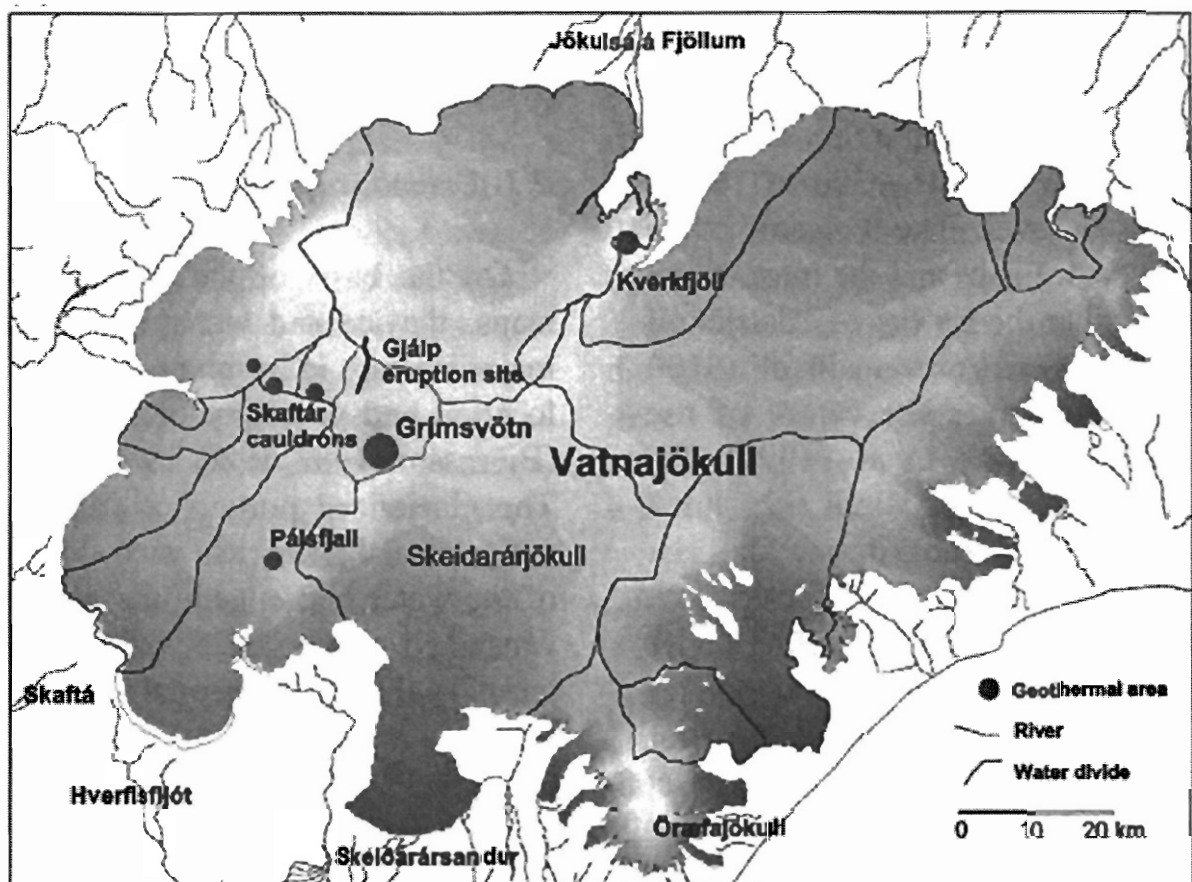 Jökulsá á Fjöllum
Kverkfjöll
Gjálp
eruption site
Skaftár
cauldrons
Grímsvötn
Vatnajökull
Pálsfjall
Skeidarárjökull
Skaftá
Geothermal area
River
Hverfisfljót
Water divide
Öræfajökull
0 10 20 km
Skeiðarársandur